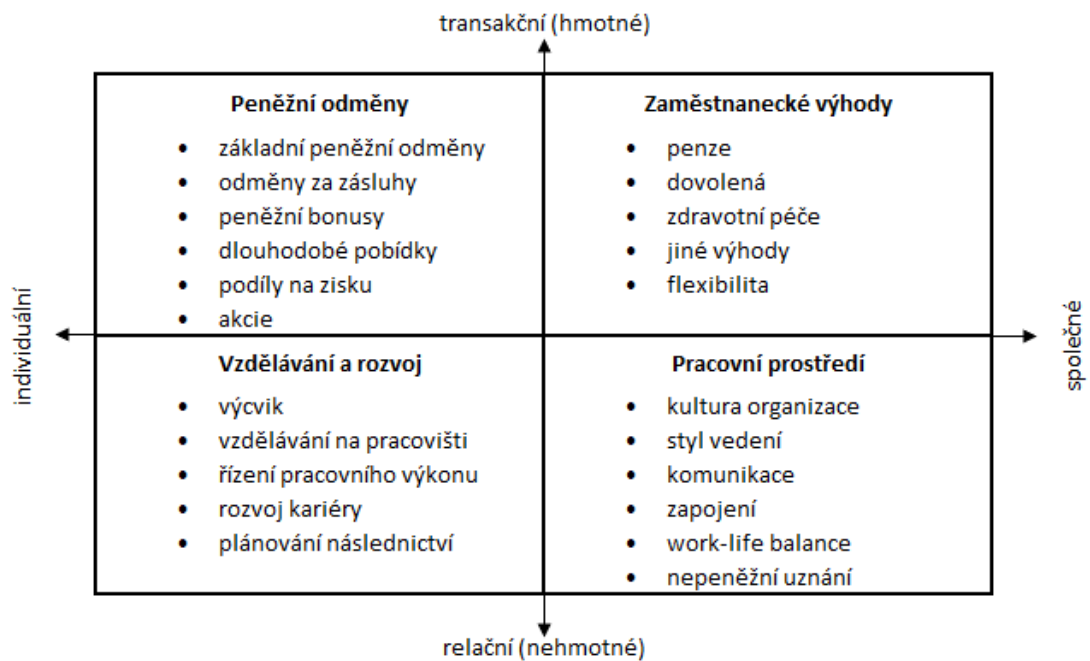 transakční (hmotné)
Peněžní odměny
• základní peněžní odměny
• odměny za zásluhy
• peněžní bonusy
• dlouhodobé pobídky
• podíly na zisku
• akcie
Zaměstnanecké výhody
• penze
• dovolená
• zdravotní péče
• jiné výhody
• flexibilita
individuální
společné
Vzdělávání a rozvoj
• výcvik
• vzdělávání na pracovišti
• řízení pracovního výkonu
• rozvoj kariéry
• plánování následnictví
Pracovní prostředí
• kultura organizace
• styl vedení
• komunikace
• zapojení
• work-life balance
• nepeněžní uznání
relační (nehmotné)